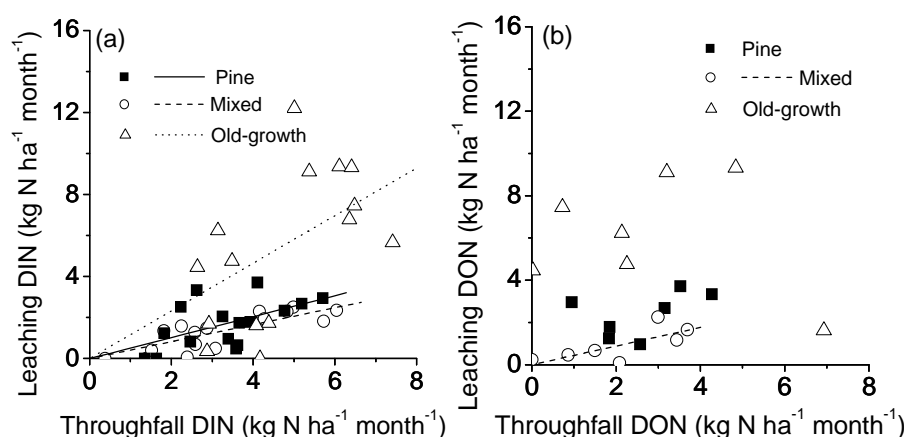 (a)
Pine
Mixed
Old-growth
Leaching DIN (kg N ha⁻¹ month⁻¹)
16
12
8
4
0
0 2 4 6 8
Throughfall DIN (kg N ha⁻¹ month⁻¹)
(b)
Pine
Mixed
Old-growth
Leaching DON (kg N ha⁻¹ month⁻¹)
16
12
8
4
0
0 2 4 6 8
Throughfall DON (kg N ha⁻¹ month⁻¹)